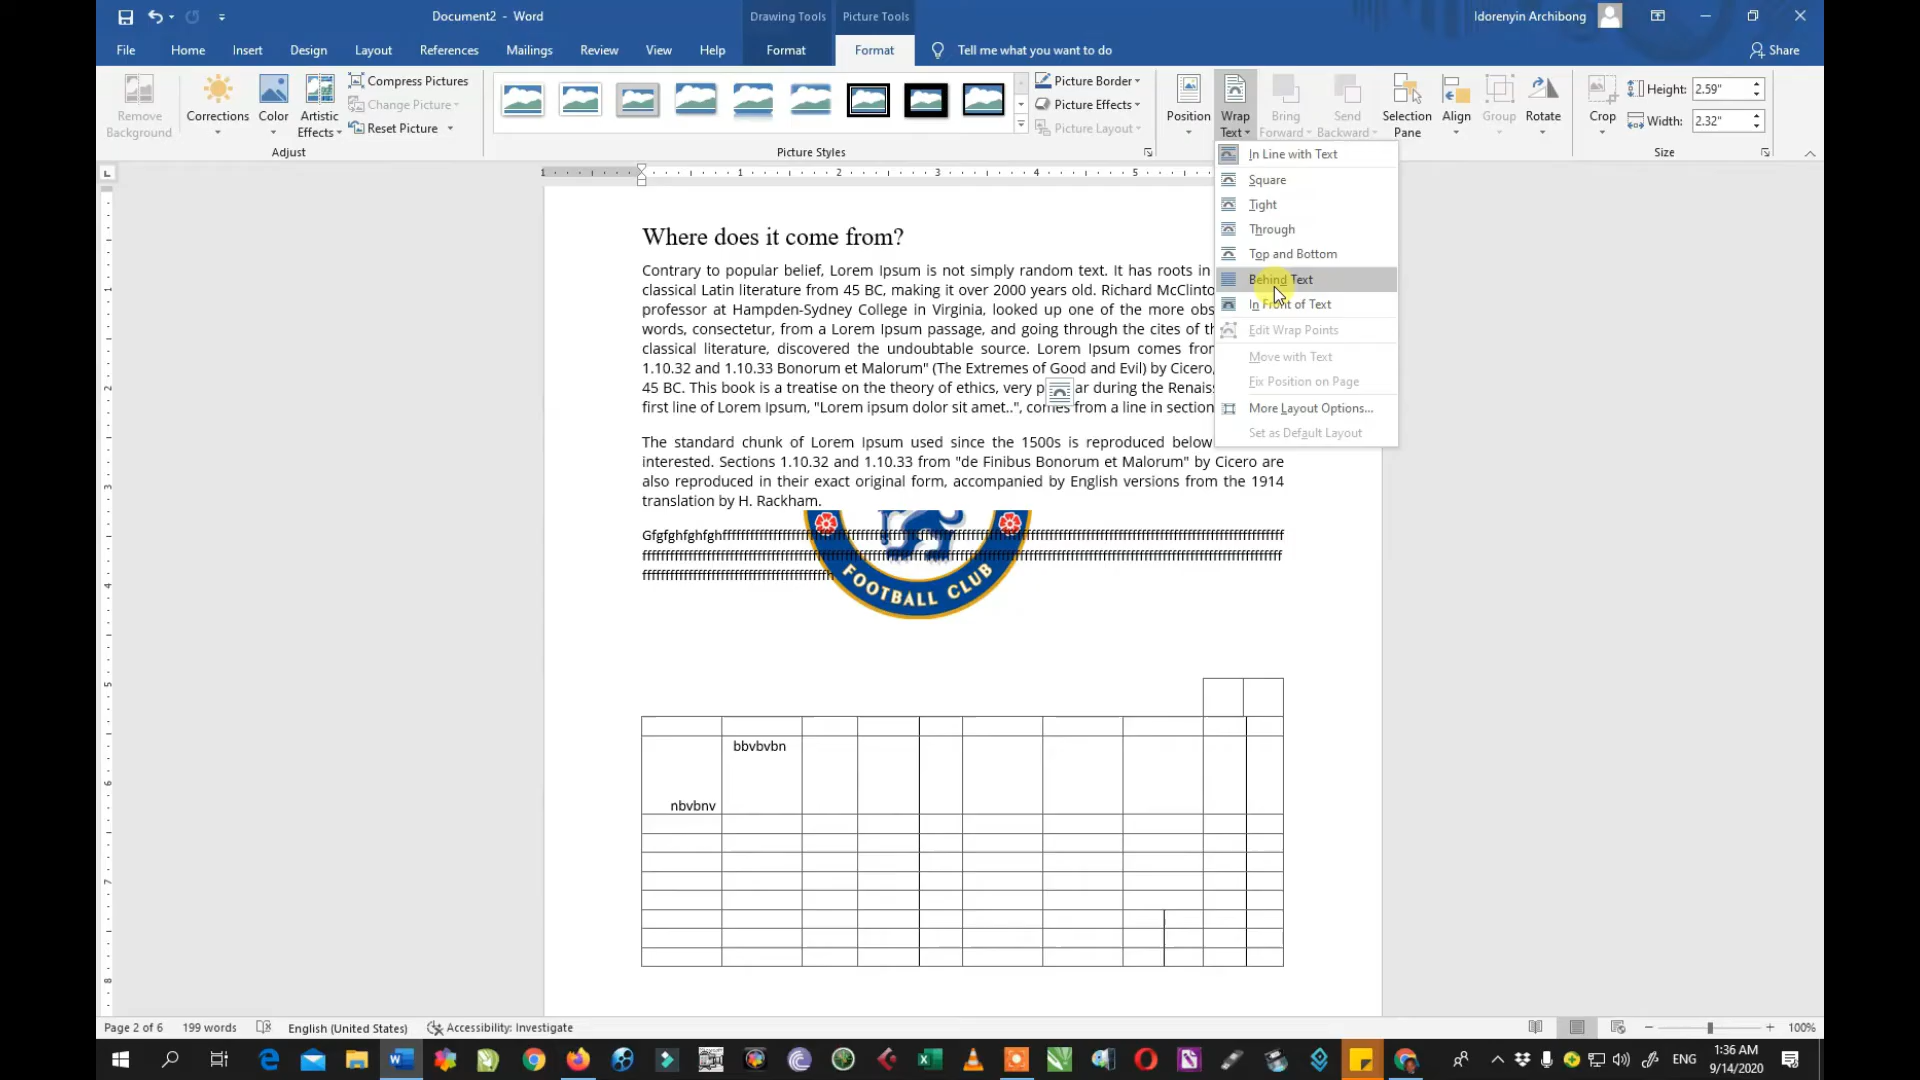 Document2 - Word
Drawing Tools
Picture Tools
Idorenyin Archibong
File
Home
Insert
Design
Layout
References
Mailings
Review
View
Help
Format
Format
Tell me what you want to do
Share
Remove Background
Corrections
Color
Artistic Effects
Compress Pictures
Change Picture
Reset Picture
Adjust
Picture Styles
Picture Border
Picture Effects
Picture Layout
Position
Wrap Text
Bring Forward
Send Backward
Selection Pane
Align
Group
Rotate
Crop
Height: 2.59"
Width: 2.32"
Size
In Line with Text
Square
Tight
Through
Top and Bottom
Behind Text
In Front of Text
Edit Wrap Points
Move with Text
Fix Position on Page
More Layout Options...
Set as Default Layout
1 1 2 3 4 5
Where does it come from?
Contrary to popular belief, Lorem Ipsum is not simply random text. It has roots in
classical Latin literature from 45 BC, making it over 2000 years old. Richard McClinto
professor at Hampden-Sydney College in Virginia, looked up one of the more obs
words, consectetur, from a Lorem Ipsum passage, and going through the cites of th
classical literature, discovered the undoubtable source. Lorem Ipsum comes fror
1.10.32 and 1.10.33 Bonorum et Malorum" (The Extremes of Good and Evil) by Cicero,
45 BC. This book is a treatise on the theory of ethics, very p ar during the Renais
first line of Lorem Ipsum, "Lorem ipsum dolor sit amet..", comes from a line in section
The standard chunk of Lorem Ipsum used since the 1500s is reproduced below
interested. Sections 1.10.32 and 1.10.33 from "de Finibus Bonorum et Malorum" by Cicero are
also reproduced in their exact original form, accompanied by English versions from the 1914
translation by H. Rackham.
FOOTBALL CLUB
bbvbvbn
nbvbnv
1
2
3
4
5
6
7
8
Page 2 of 6
199 words
English (United States)
Accessibility: Investigate
100%
ENG
1:36 AM
9/14/2020